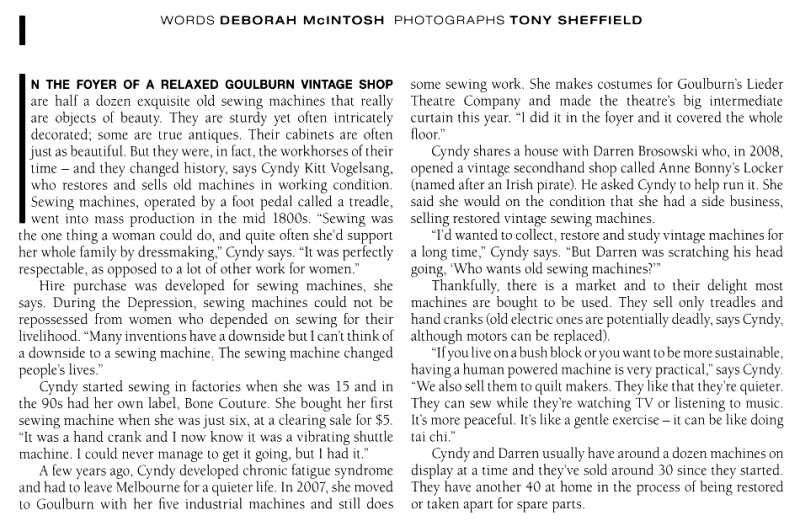 WORDS DEBORAH McINTOSH PHOTOGRAPHS TONY SHEFFIELD
IN THE FOYER OF A RELAXED GOULBURN VINTAGE SHOP
are half a dozen exquisite old sewing machines that really
are objects of beauty. They are sturdy yet often intricately
decorated; some are true antiques. Their cabinets are often
just as beautiful. But they were, in fact, the workhorses of their
time – and they changed history, says Cyndy Kitt Vogelsang,
who restores and sells old machines in working condition.
Sewing machines, operated by a foot pedal called a treadle,
went into mass production in the mid 1800s. “Sewing was
the one thing a woman could do, and quite often she’d support
her whole family by dressmaking,” Cyndy says. “It was perfectly
respectable, as opposed to a lot of other work for women.”
Hire purchase was developed for sewing machines, she
says. During the Depression, sewing machines could not be
repossessed from women who depended on sewing for their
livelihood. “Many inventions have a downside but I can’t think of
a downside to a sewing machine. The sewing machine changed
people’s lives.”
Cyndy started sewing in factories when she was 15 and in
the 90s had her own label, Bone Couture. She bought her first
sewing machine when she was just six, at a clearing sale for $5.
“It was a hand crank and I now know it was a vibrating shuttle
machine. I could never manage to get it going, but I had it.”
A few years ago, Cyndy developed chronic fatigue syndrome
and had to leave Melbourne for a quieter life. In 2007, she moved
to Goulburn with her five industrial machines and still does
some sewing work. She makes costumes for Goulburn’s Lieder
Theatre Company and made the theatre’s big intermediate
curtain this year. “I did it in the foyer and it covered the whole
floor.”
Cyndy shares a house with Darren Brosowski who, in 2008,
opened a vintage secondhand shop called Anne Bonny’s Locker
(named after an Irish pirate). He asked Cyndy to help run it. She
said she would on the condition that she had a side business,
selling restored vintage sewing machines.
“I’d wanted to collect, restore and study vintage machines for
a long time,” Cyndy says. “But Darren was scratching his head
going, ‘Who wants old sewing machines?’”
Thankfully, there is a market and to their delight most
machines are bought to be used. They sell only treadles and
hand cranks (old electric ones are potentially deadly, says Cyndy,
although motors can be replaced).
“If you live on a bush block or you want to be more sustainable,
having a human powered machine is very practical,” says Cyndy.
“We also sell them to quilt makers. They like that they’re quieter.
They can sew while they’re watching TV or listening to music.
It’s more peaceful. It’s like a gentle exercise – it can be like doing
tai chi.”
Cyndy and Darren usually have around a dozen machines on
display at a time and they’ve sold around 30 since they started.
They have another 40 at home in the process of being restored
or taken apart for spare parts.